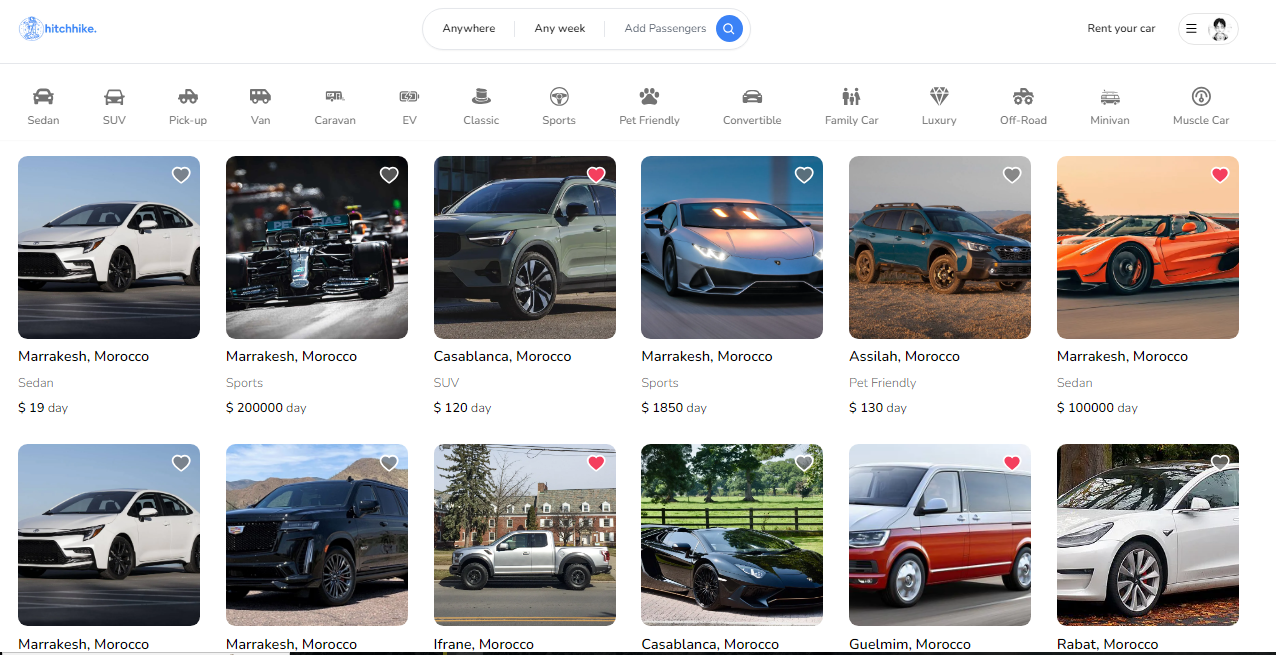 hitchhike.
Anywhere
Any week
Add Passengers
Rent your car
Sedan
SUV
Pick-up
Van
Caravan
EV
Classic
Sports
Pet Friendly
Convertible
Family Car
Luxury
Off-Road
Minivan
Muscle Car
Marrakesh, Morocco
Sedan
$ 19 day
Marrakesh, Morocco
Sports
$ 200000 day
Casablanca, Morocco
SUV
$ 120 day
Marrakesh, Morocco
Sports
$ 1850 day
Assilah, Morocco
Pet Friendly
$ 130 day
Marrakesh, Morocco
Sedan
$ 100000 day
Marrakesh, Morocco
Marrakesh, Morocco
Ifrane, Morocco
Casablanca, Morocco
Guelmim, Morocco
Rabat, Morocco